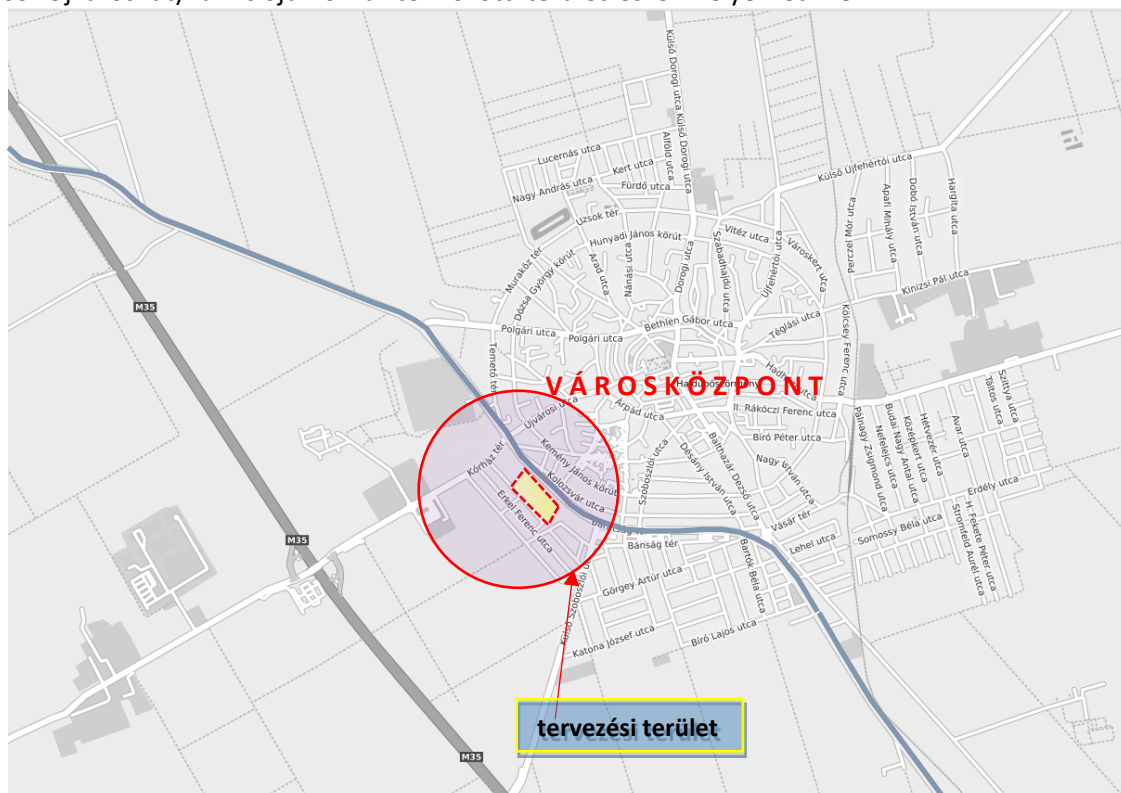 Külső Dorogi utca
Külső Dorogi utca
Alföld utca
Lucernás utca
Kert utca
Fürdő utca
Nagy András utca
Uzsok tér
Külső Újfehértói utca
Hargita utca
Dobó István utca
Apafi Mihály utca
Perczel Mór utca
Vitéz utca
Városkert utca
Hunyadi János körút
Szabadhajdú utca
Muraköz tér
Dózsa György körút
Arad utca
Nánási utca
Dorogi utca
Újfehértói utca
Kinizsi Pál utca
M35
Polgári utca
Polgári utca
Bethlen Gábor utca
Téglási utca
Kölcsey Ferenc utca
Temető tér
VÁROSKÖZPONT
Újvárosi utca
Árpád utca
II. Rákóczi Ferenc utca
Szittya utca
Táltos utca
Bíró Péter utca
Pálnagy Zsigmond utca
Budai Nagy Antal utca
Nefelejcs utca
Középkert utca
Hétvezér utca
Avar utca
Kórház tér
Kemény János körút
Szoboszlói utca
Désány István utca
Balthazár Dezső utca
Nagy István utca
Kolozsvár utca
Erdély utca
Erkel Ferenc utca
Vásár tér
Bánság tér
Lehel utca
Somossy Béla utca
H. Fekete Péter utca
Stromfeld Aurél utca
M35
Görgey Artúr utca
Bartók Béla utca
Külső Szoboszlói
Katona József utca
Bíró Lajos utca
tervezési terület
M35